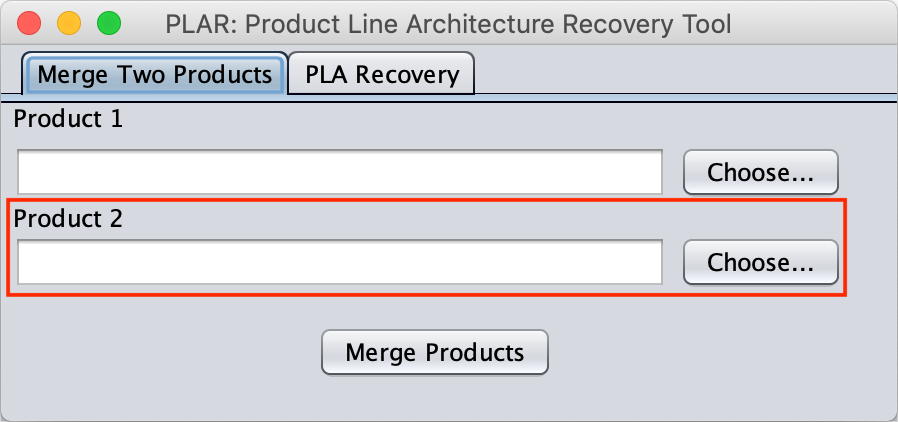 PLAR: Product Line Architecture Recovery Tool
Merge Two Products PLA Recovery
Product 1
Choose...
Product 2
Choose...
Merge Products